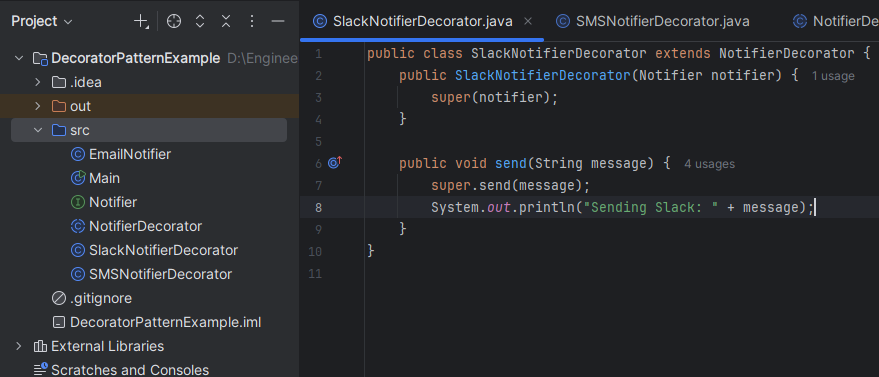 Project
SlackNotifierDecorator.java
SMSNotifierDecorator.java
NotifierDe
DecoratorPatternExample D:\Enginee
.idea
out
src
EmailNotifier
Main
Notifier
NotifierDecorator
SlackNotifierDecorator
SMSNotifierDecorator
.gitignore
DecoratorPatternExample.iml
External Libraries
Scratches and Consoles
1 public class SlackNotifierDecorator extends NotifierDecorator {
2 public SlackNotifierDecorator(Notifier notifier) { 1 usage
3 super(notifier);
4 }
5
6 public void send(String message) { 4 usages
7 super.send(message);
8 System.out.println("Sending Slack: " + message);
9 }
10 }
11